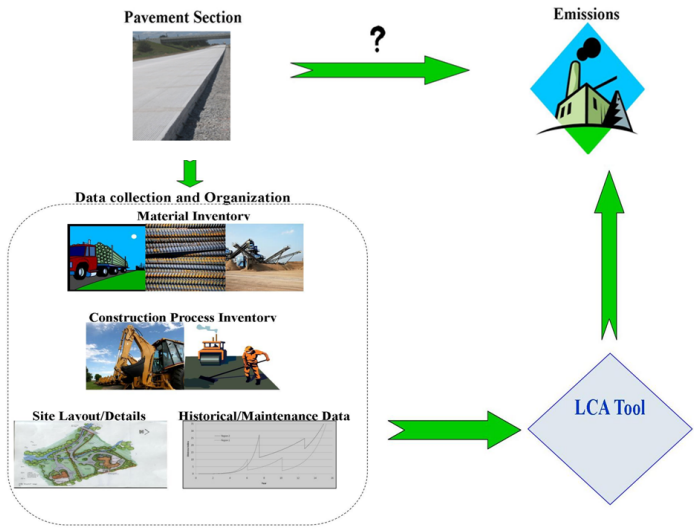 Pavement Section
Emissions
?
Data collection and Organization
Material Inventory
Construction Process Inventory
Site Layout/Details
Historical/Maintenance Data
LCA Tool